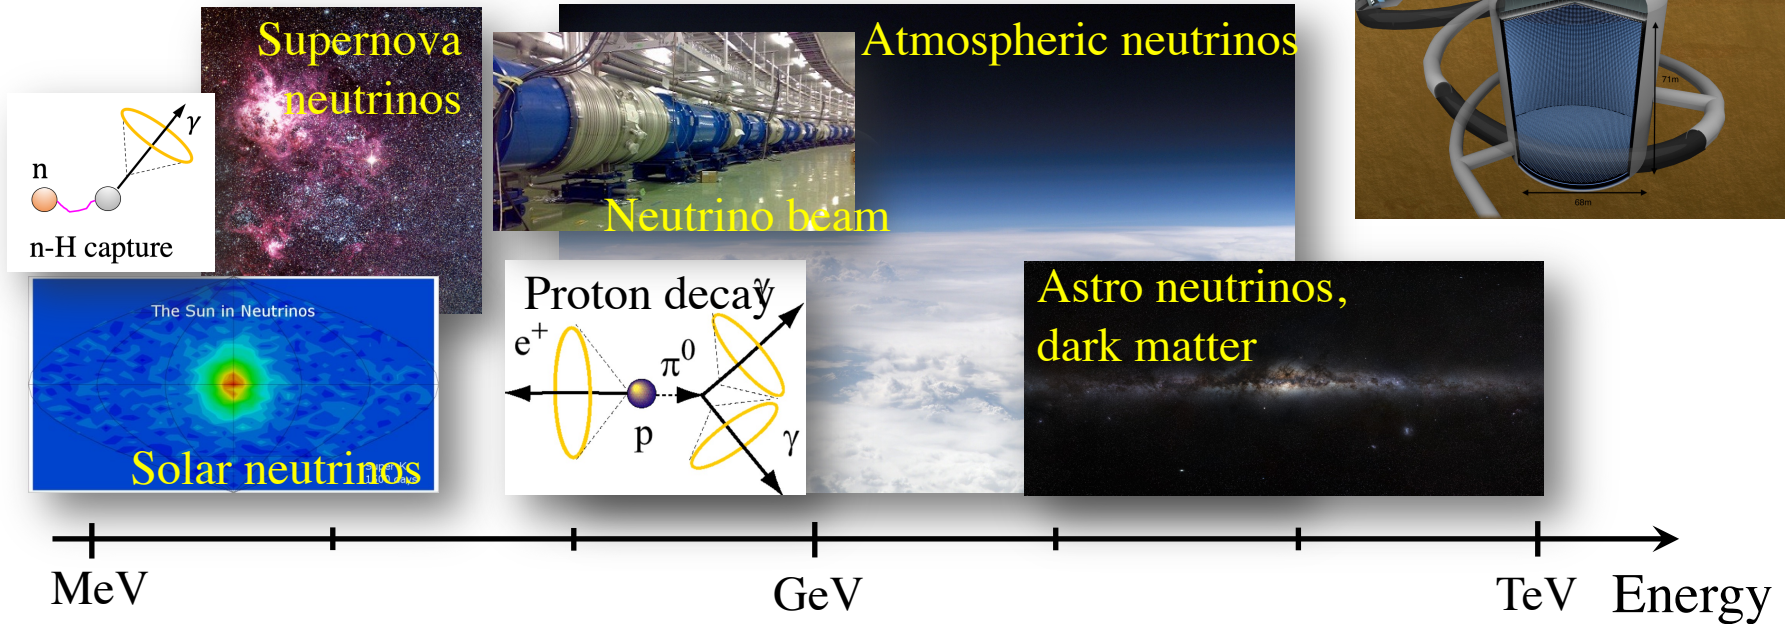 Supernova
neutrinos
γ
n
n-H capture
The Sun in Neutrinos
Solar neutrinos
Neutrino beam
Atmospheric neutrinos
Proton decay
γ
e+
π0
p
γ
Astro neutrinos,
dark matter
71m
68m
MeV
GeV
TeV
Energy